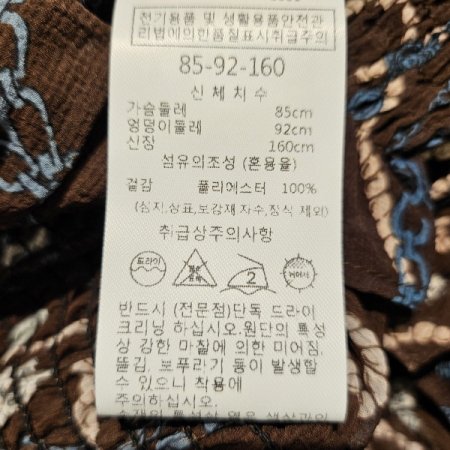 전기용품 및 생활용품안전관
리법에의한품질표시취급주의
85-92-160
신체치수
가슴둘레 85cm
엉덩이둘레 92cm
신장 160cm
섬유의조성 (혼용율)
겉감 폴리에스터 100%
(심지,상표,보강재 자수,장식 제외)
취급상주의사항
드라이 2
반드시 (전문점)단독 드라이
크리닝 하십시오.원단의 특성
상 강한 마찰에 의한 미어짐.
뜰김, 보푸라기 등이 발생할
수 있으니 착용에
주의하십시오.